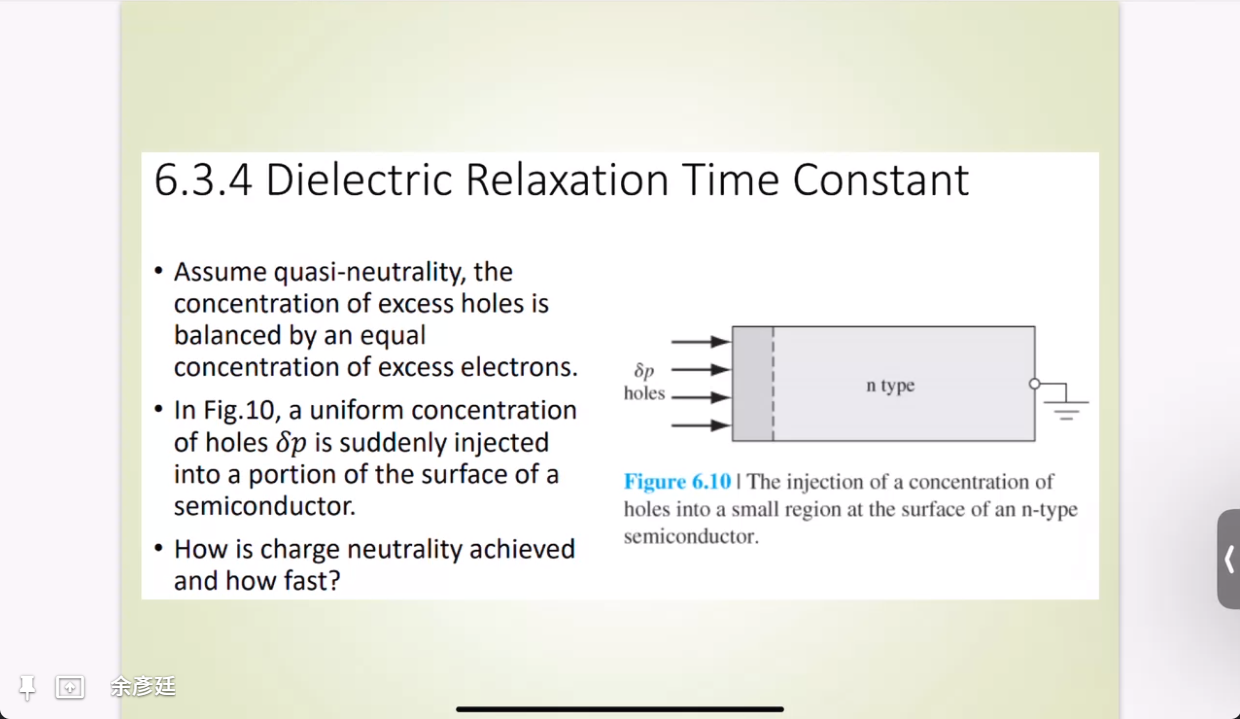 6.3.4 Dielectric Relaxation Time Constant
• Assume quasi-neutrality, the
concentration of excess holes is
balanced by an equal
concentration of excess electrons.
• In Fig.10, a uniform concentration
of holes δp is suddenly injected
into a portion of the surface of a
semiconductor.
• How is charge neutrality achieved
and how fast?
δp
holes
n type
Figure 6.10 | The injection of a concentration of
holes into a small region at the surface of an n-type
semiconductor.
余彥廷